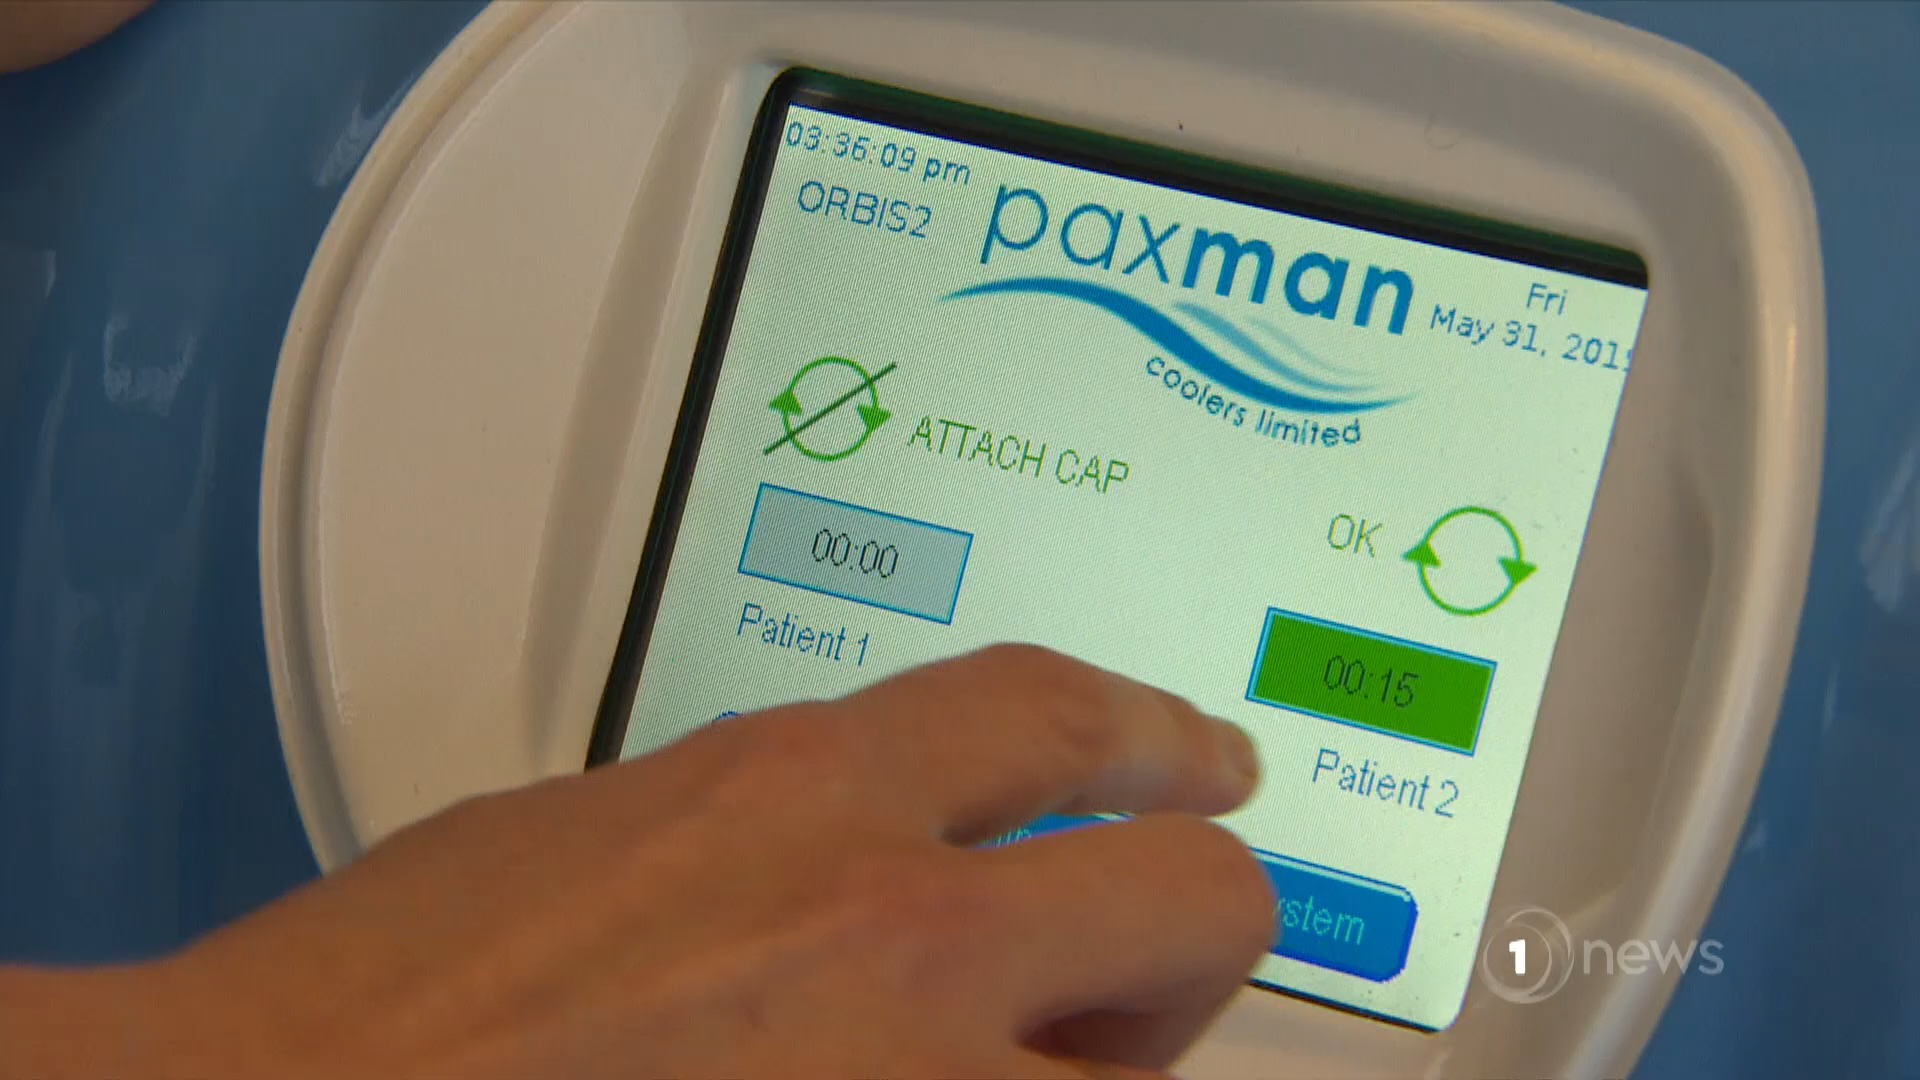 03:36:09 pm
ORBIS2
paxman
coolers limited
Fri
May 31, 201
ATTACH CAP
00:00
Patient 1
OK
00:15
Patient 2
ystem
1 news